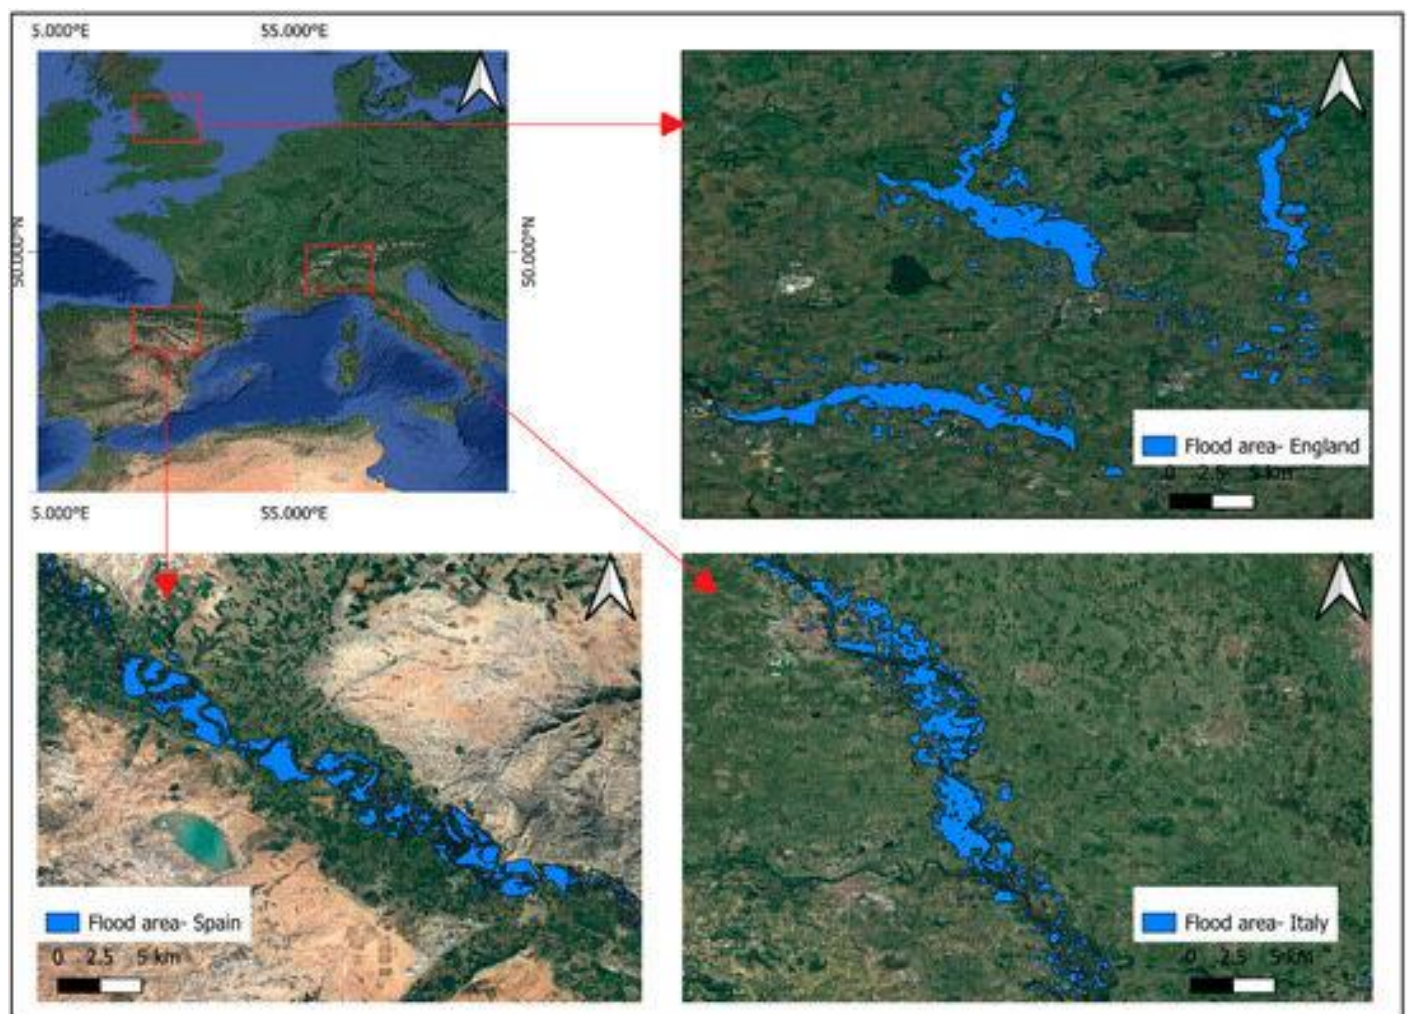 5.000°E 55.000°E
50.000°N 50.000°N
5.000°E 55.000°E
Flood area- England
0 2.5 5 km
Flood area- Spain
0 2.5 5 km
Flood area- Italy
0 2.5 5 km